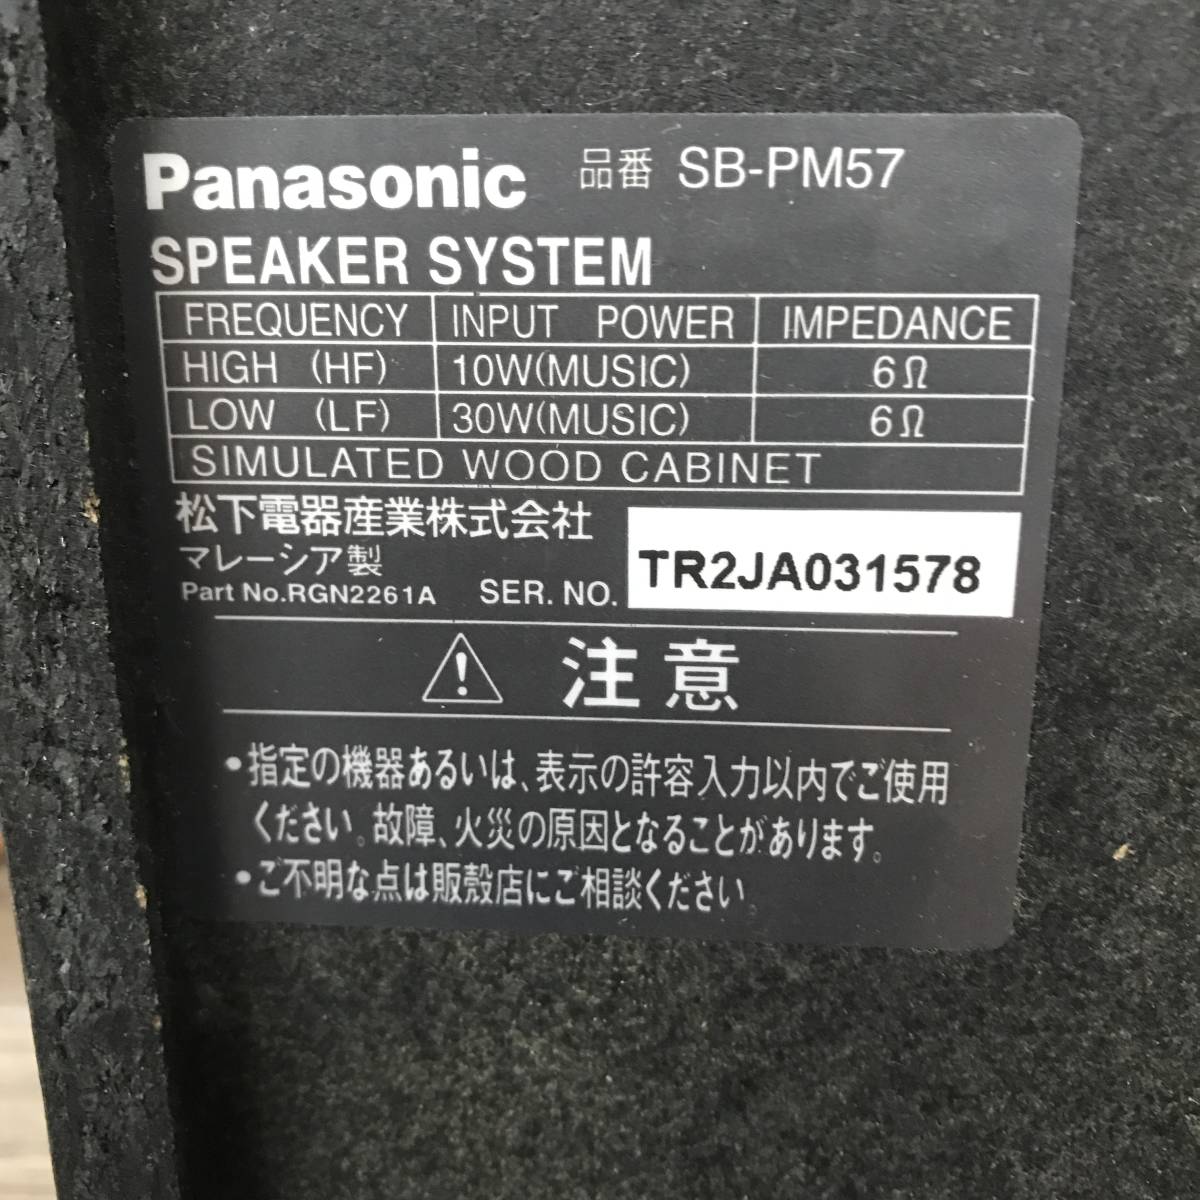 Panasonic 品番 SB-PM57
SPEAKER SYSTEM
FREQUENCY INPUT POWER IMPEDANCE
HIGH (HF) 10W(MUSIC) 6Ω
LOW (LF) 30W(MUSIC) 6Ω
SIMULATED WOOD CABINET
松下電器産業株式会社
マレーシア製
Part No.RGN2261A SER. NO. TR2JA031578
注意
•指定の機器あるいは、表示の許容入力以内でご使用
ください。故障、火災の原因となることがあります。
•ご不明な点は販売店にご相談ください。